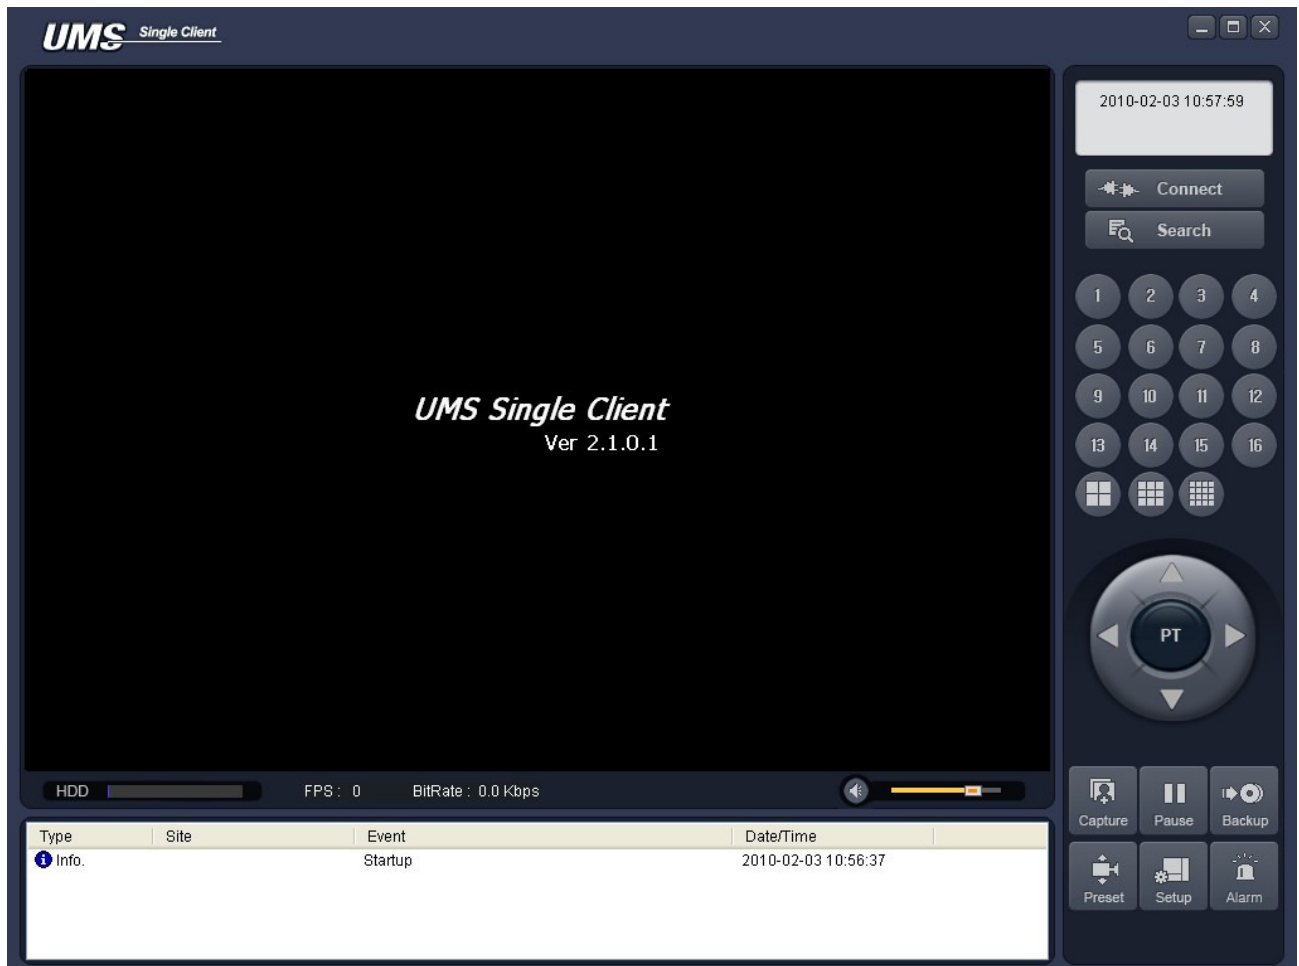 UMS Single Client
2010-02-03 10:57:59
Connect
Search
1 2 3 4
5 6 7 8
9 10 11 12
13 14 15 16
UMS Single Client
Ver 2.1.0.1
PT
HDD FPS : 0 BitRate : 0.0 Kbps
Capture Pause Backup
Preset Setup Alarm
Type Site Event Date/Time
Info. Startup 2010-02-03 10:56:37